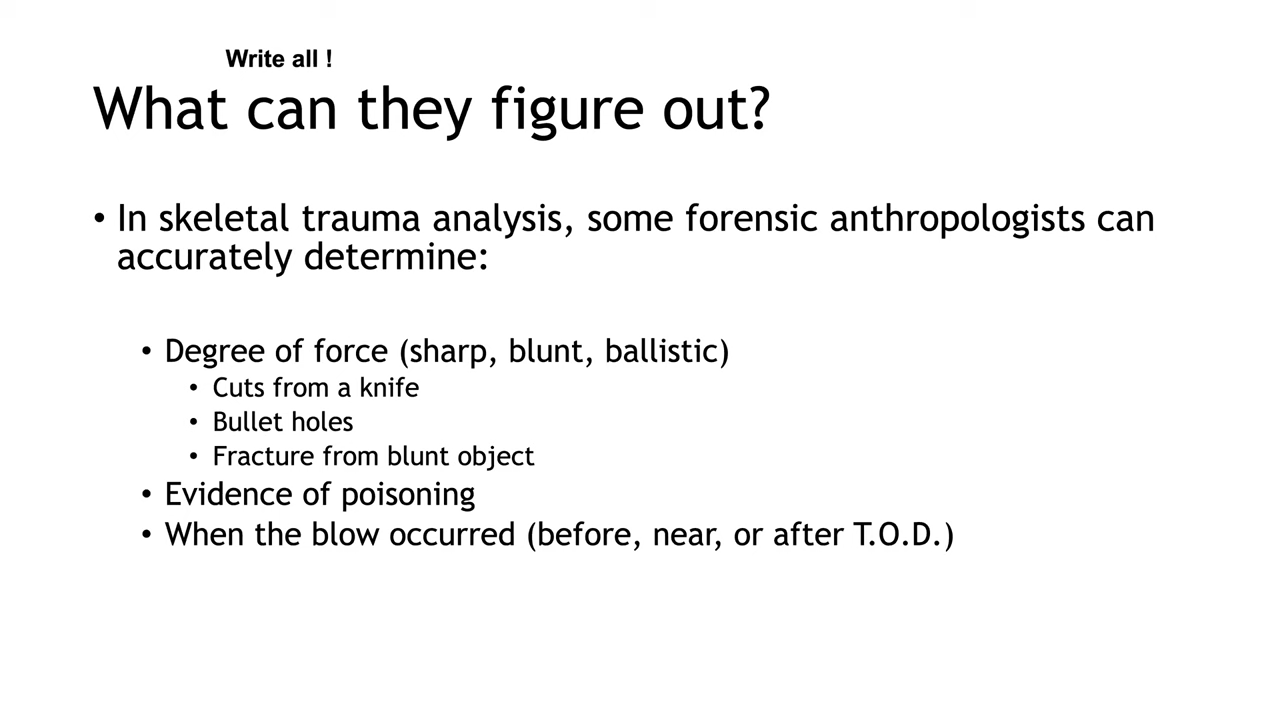 Write all !
What can they figure out?
• In skeletal trauma analysis, some forensic anthropologists can
accurately determine:
• Degree of force (sharp, blunt, ballistic)
• Cuts from a knife
• Bullet holes
• Fracture from blunt object
• Evidence of poisoning
• When the blow occurred (before, near, or after T.O.D.)